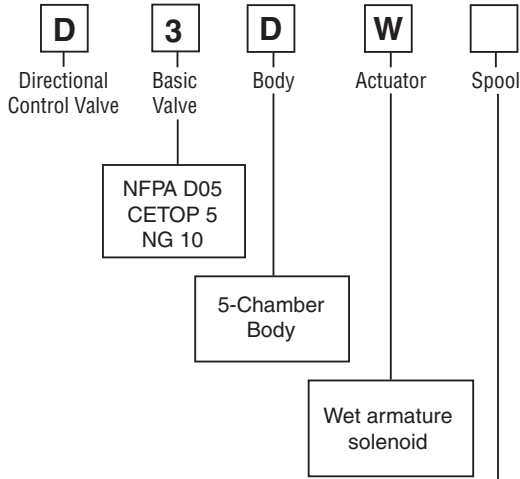 D 3 D W
Directional Control Valve
Basic Valve
Body
Actuator
Spool
NFPA D05
CETOP 5
NG 10
5-Chamber
Body
Wet armature
solenoid